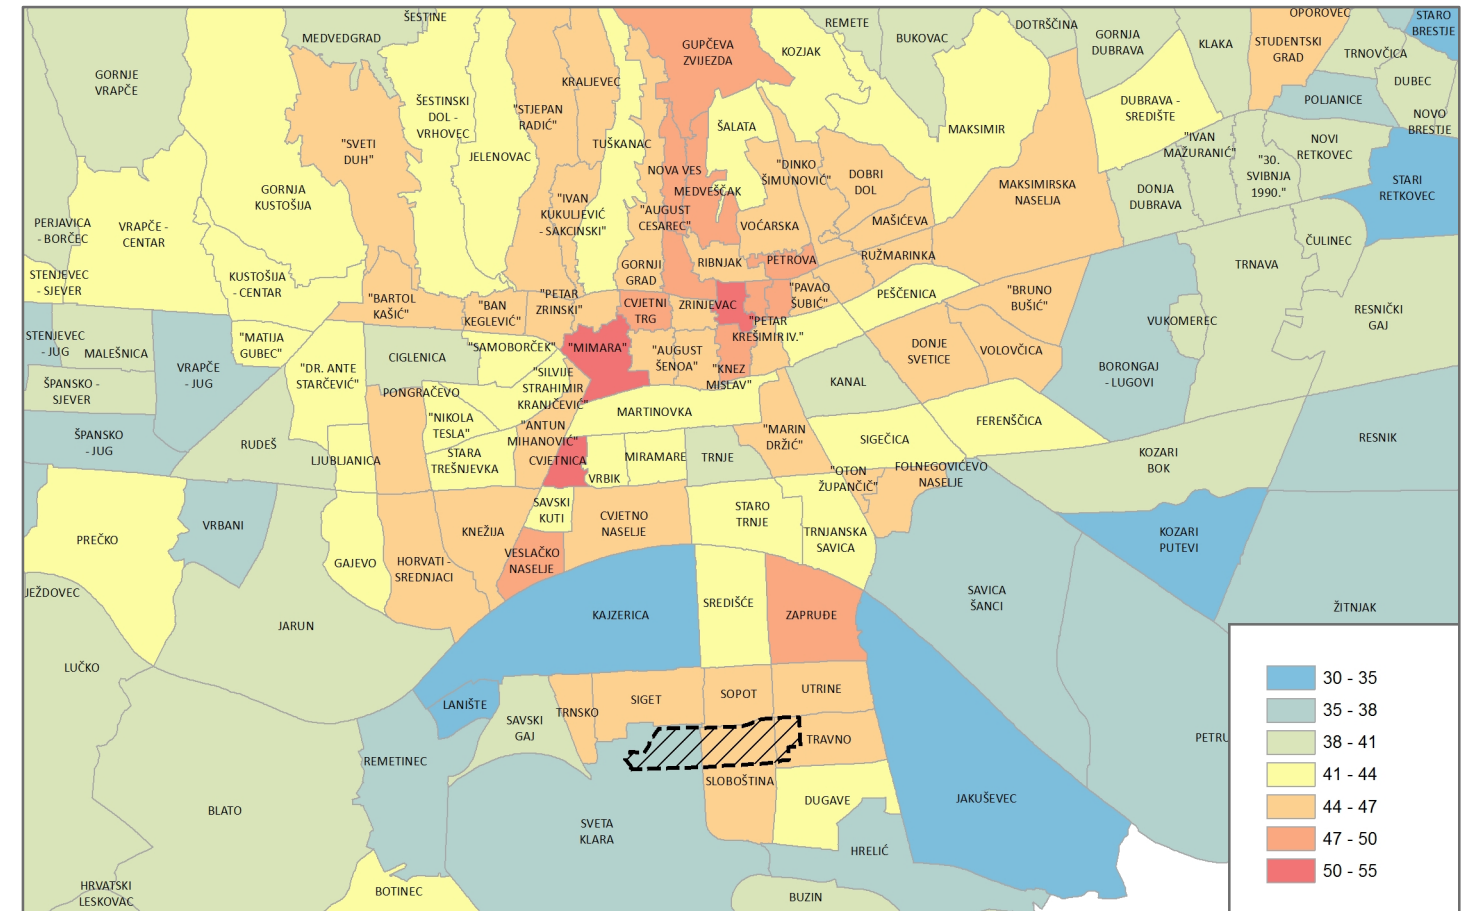 ŠESTINE
REMETE
DOTRŠČINA
OPOROVEC
STARO
BRESTJE
MEDVEDGRAD
GUPČEVA
ZVIJEZDA
KOZJAK
BUKOVAC
GORNJA
DUBRAVA
KLAKA
STUDENTSKI
GRAD
TRNOVČICA
GORNJE
VRAPČE
KRALJEVEC
DUBEC
ŠESTINSKI
DOL -
VRHOVEC
"STJEPAN
RADIĆ"
DUBRAVA -
SREDIŠTE
POLJANICE
NOVO
BRESTJE
ŠALATA
MAKSIMIR
"SVETI
DUH"
JELENOVAC
TUŠKANAC
"IVAN
MAŽURANIĆ"
NOVI
RETKOVEC
NOVA VES
"DINKO
ŠIMUNOVIĆ"
DOBRI
DOL
"30.
SVIBNJA
1990."
GORNJA
KUSTOŠIJA
MEDVEŠČAK
MAKSIMIRSKA
NASELJA
DONJA
DUBRAVA
STARI
RETKOVEC
"IVAN
KUKULJEVIĆ
- SAKCINSKI"
"AUGUST
CESAREC"
VOĆARSKA
MAŠIĆEVA
PERJAVICA
- BORČEC
VRAPČE -
CENTAR
ČULINEC
STENJEVEC
- SJEVER
KUSTOŠIJA
- CENTAR
GORNJI
GRAD
RIBNJAK
PETROVA
RUŽMARINKA
TRNAVA
"BARTOL
KAŠIĆ"
"BAN
KEGLEVIĆ"
"PETAR
ZRINSKI"
CVJETNI
TRG
ZRINJEVAC
"PAVAO
ŠUBIĆ"
PEŠČENICA
"BRUNO
BUŠIĆ"
RESNIČKI
GAJ
VUKOMEREC
STENJEVEC
- JUG
MALEŠNICA
"MATIJA
GUBEC"
CIGLENICA
"SAMOBORČEK"
"MIMARA"
"AUGUST
ŠENOA"
"PETAR
KREŠIMIR IV."
DONJE
SVETICE
VOLOVČICA
VRAPČE
- JUG
"DR. ANTE
STARČEVIĆ"
"SILVIJE
STRAHIMIR
KRANJČEVIĆ"
"KNEZ
MISLAV"
KANAL
BORONGAJ
- LUGOVI
ŠPANSKO -
SJEVER
PONGRAČEVO
MARTINOVKA
"NIKOLA
TESLA"
"ANTUN
MIHANOVIĆ"
"MARIN
DRŽIĆ"
SIGEČICA
FERENŠČICA
ŠPANSKO
- JUG
RUDEŠ
LJUBLJANICA
STARA
TREŠNJEVKA
CVJETNICA
VRBIK
MIRAMARE
TRNJE
"OTON
ŽUPANČIČ"
FOLNEGOVIĆEVO
NASELJE
KOZARI
BOK
RESNIK
VRBANI
SAVSKI
KUTI
CVJETNO
NASELJE
STARO
TRNJE
TRNJANSKA
SAVICA
PREČKO
KNEŽIJA
KOZARI
PUTEVI
GAJEVO
HORVATI -
SREDNJACI
VESLAČKO
NASELJE
JEŽDOVEC
JARUN
KAJZERICA
SREDIŠĆE
ZAPRUĐE
SAVICA
ŠANCI
ŽITNJAK
LUČKO
LANIŠTE
SAVSKI
GAJ
TRNSKO
SIGET
SOPOT
UTRINE
TRAVNO
PETRU
REMETINEC
SLOBOŠTINA
BLATO
SVETA
KLARA
DUGAVE
JAKUŠEVEC
HRELIĆ
HRVATSKI
LESKOVAC
BOTINEC
BUZIN
30 - 35
35 - 38
38 - 41
41 - 44
44 - 47
47 - 50
50 - 55